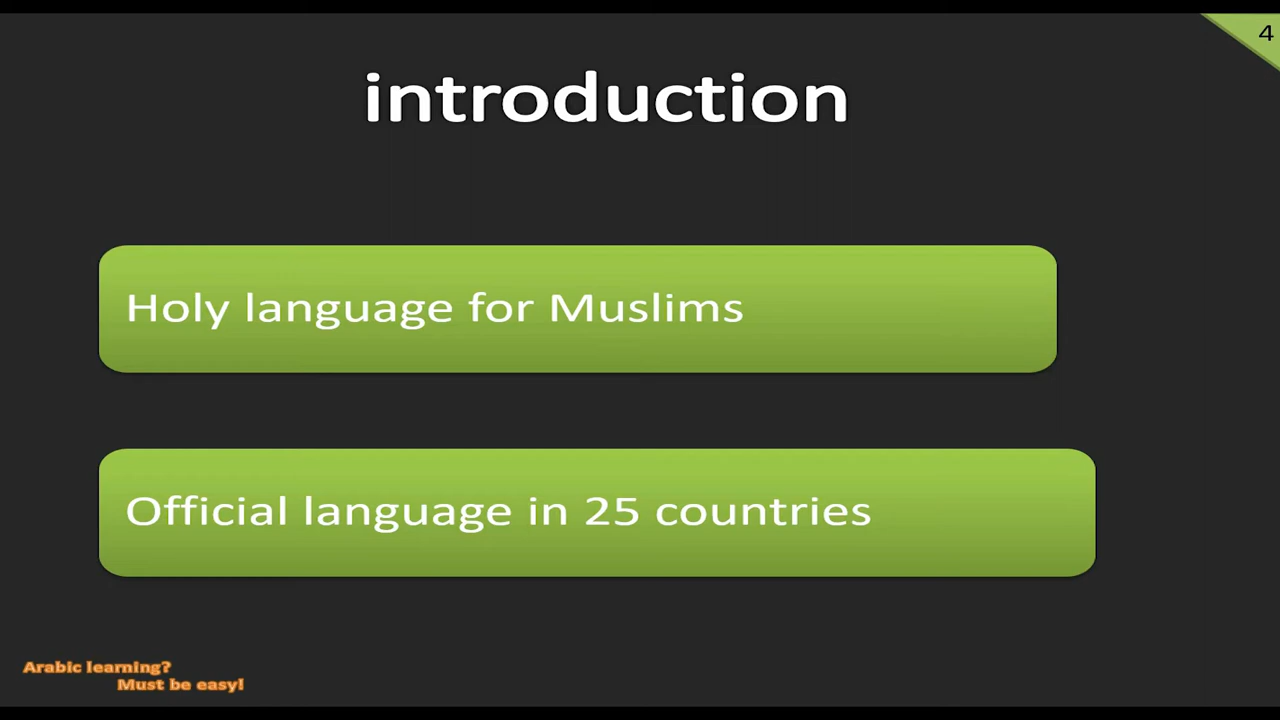 4
introduction
Holy language for Muslims
Official language in 25 countries
Arabic learning?
Must be easy!